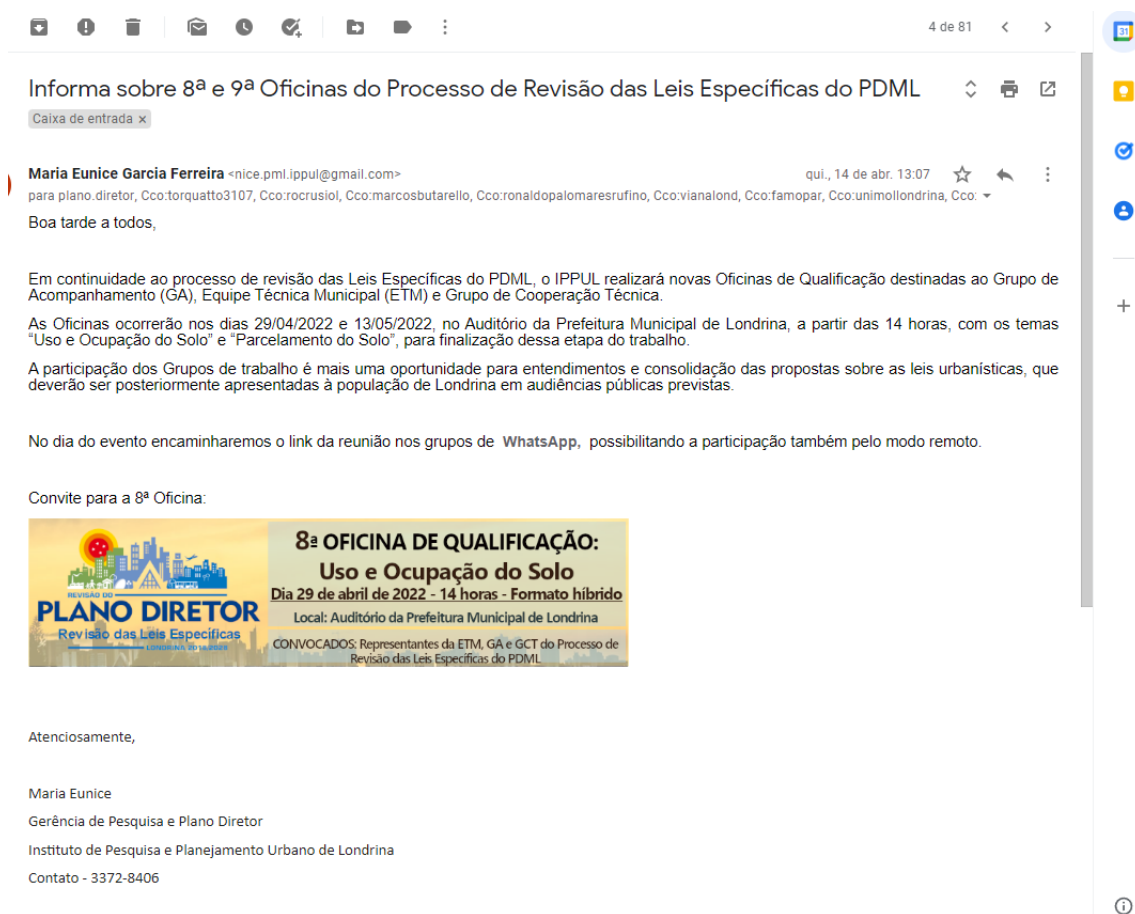 4 de 81
31
Informa sobre 8ª e 9ª Oficinas do Processo de Revisão das Leis Específicas do PDML
Caixa de entrada ×
Maria Eunice Garcia Ferreira <nice.pml.ippul@gmail.com>
qui., 14 de abr. 13:07
para plano.diretor, Cco:torquatto3107, Cco:rocrusiol, Cco:marcosbutarello, Cco:ronaldopalomaresrufino, Cco:vianalond, Cco:famopar, Cco:unimollondrina, Cco:
Boa tarde a todos,
Em continuidade ao processo de revisão das Leis Específicas do PDML, o IPPUL realizará novas Oficinas de Qualificação destinadas ao Grupo de
Acompanhamento (GA), Equipe Técnica Municipal (ETM) e Grupo de Cooperação Técnica.
As Oficinas ocorrerão nos dias 29/04/2022 e 13/05/2022, no Auditório da Prefeitura Municipal de Londrina, a partir das 14 horas, com os temas
“Uso e Ocupação do Solo” e “Parcelamento do Solo”, para finalização dessa etapa do trabalho.
A participação dos Grupos de trabalho é mais uma oportunidade para entendimentos e consolidação das propostas sobre as leis urbanísticas, que
deverão ser posteriormente apresentadas à população de Londrina em audiências públicas previstas.
No dia do evento encaminharemos o link da reunião nos grupos de WhatsApp, possibilitando a participação também pelo modo remoto.
Convite para a 8ª Oficina:
REVISÃO DO
PLANO DIRETOR
Revisão das Leis Específicas
LONDRINA 2018-2028
8ª OFICINA DE QUALIFICAÇÃO:
Uso e Ocupação do Solo
Dia 29 de abril de 2022 - 14 horas - Formato híbrido
Local: Auditório da Prefeitura Municipal de Londrina
CONVOCADOS: Representantes da ETM, GA e GCT do Processo de
Revisão das Leis Específicas do PDML
Atenciosamente,
Maria Eunice
Gerência de Pesquisa e Plano Diretor
Instituto de Pesquisa e Planejamento Urbano de Londrina
Contato - 3372-8406